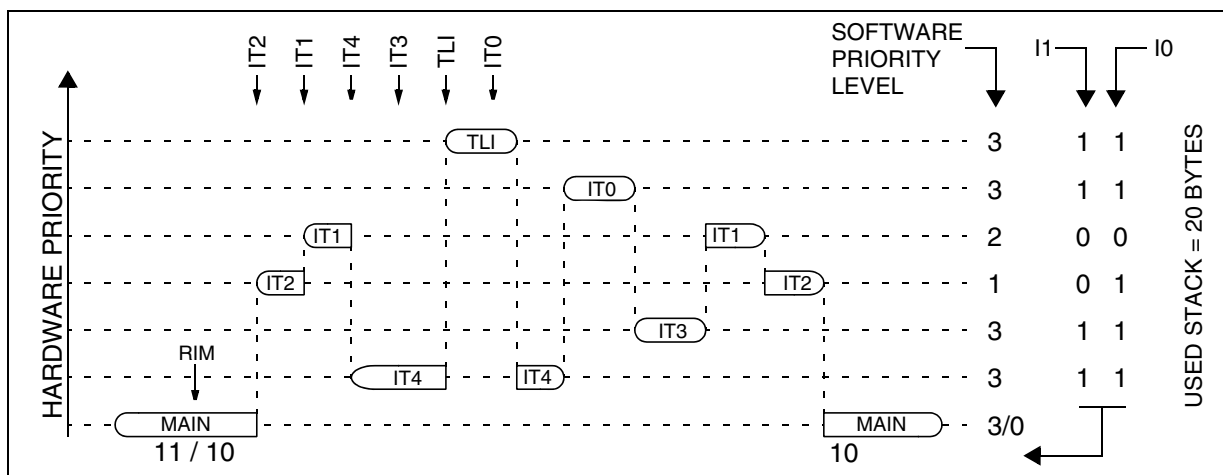 IT2 IT1 IT4 IT3 TLI IT0
SOFTWARE
PRIORITY
LEVEL
I1 I0
HARDWARE PRIORITY
TLI 3 1 1
IT0 3 1 1
IT1 IT1 2 0 0
IT2 IT2 1 0 1
IT3 3 1 1
RIM
IT4 IT4 3 1 1
MAIN MAIN 3/0
11 / 10 10
USED STACK = 20 BYTES